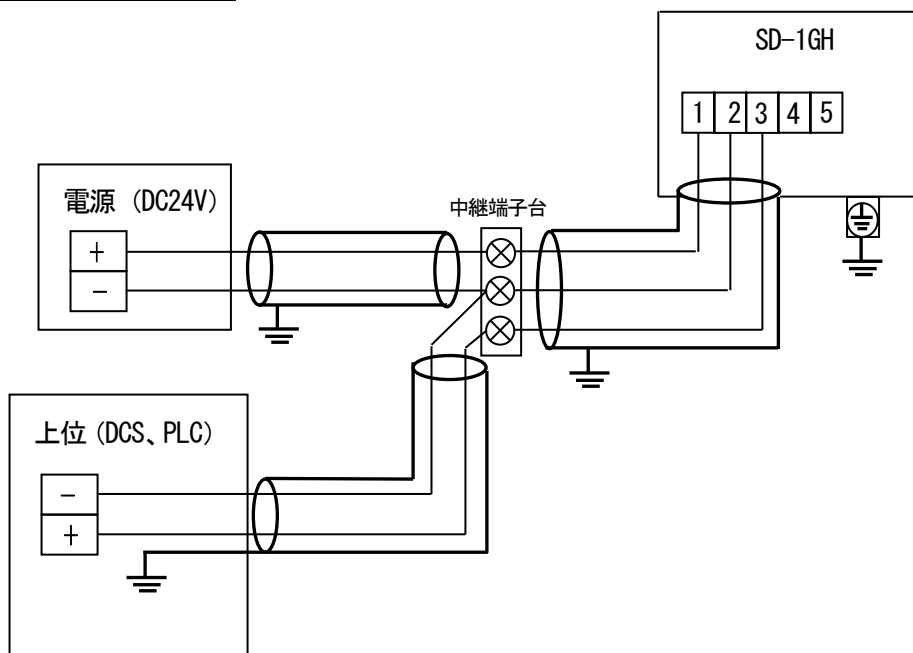 SD-1GH
1 2 3 4 5
電源 (DC24V)
+
-
中継端子台
上位 (DCS、PLC)
-
+